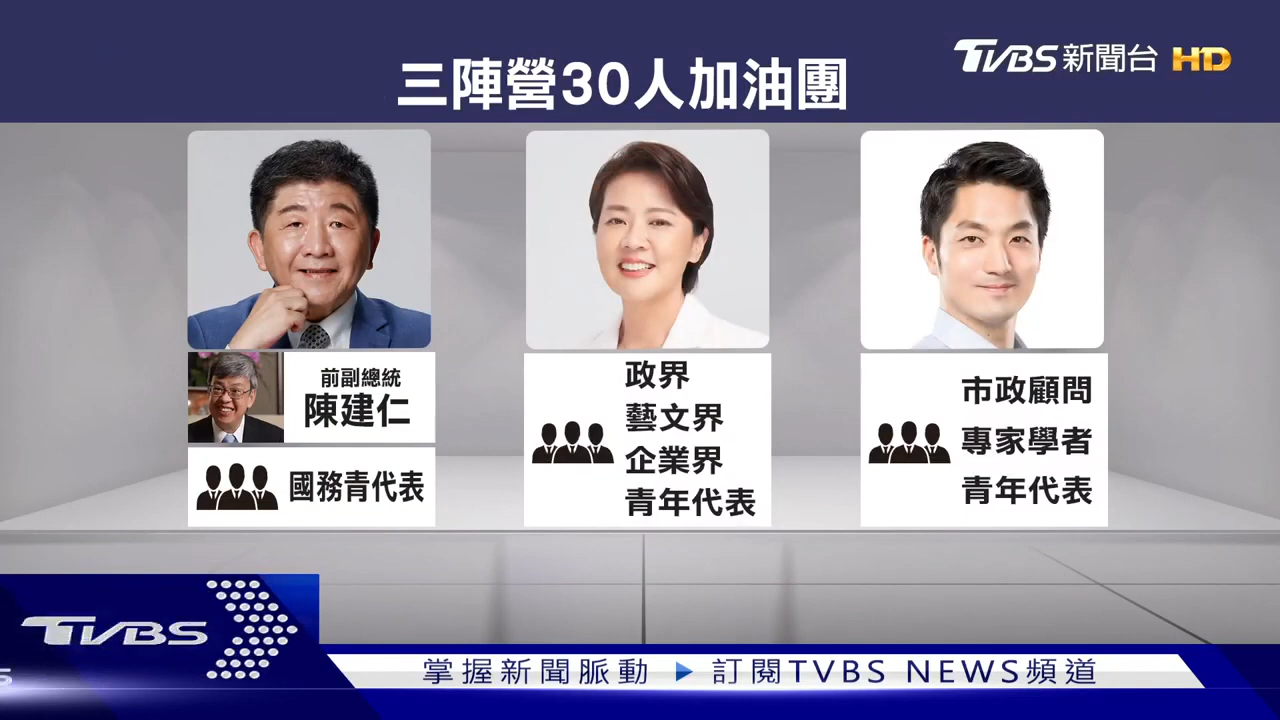 TVBS新聞台 HD
三陣營30人加油團
前副總統
陳建仁
國務青代表
政界
藝文界
企業界
青年代表
市政顧問
專家學者
青年代表
TVBS
S
掌握新聞脈動 ▶ 訂閱TVBS NEWS頻道